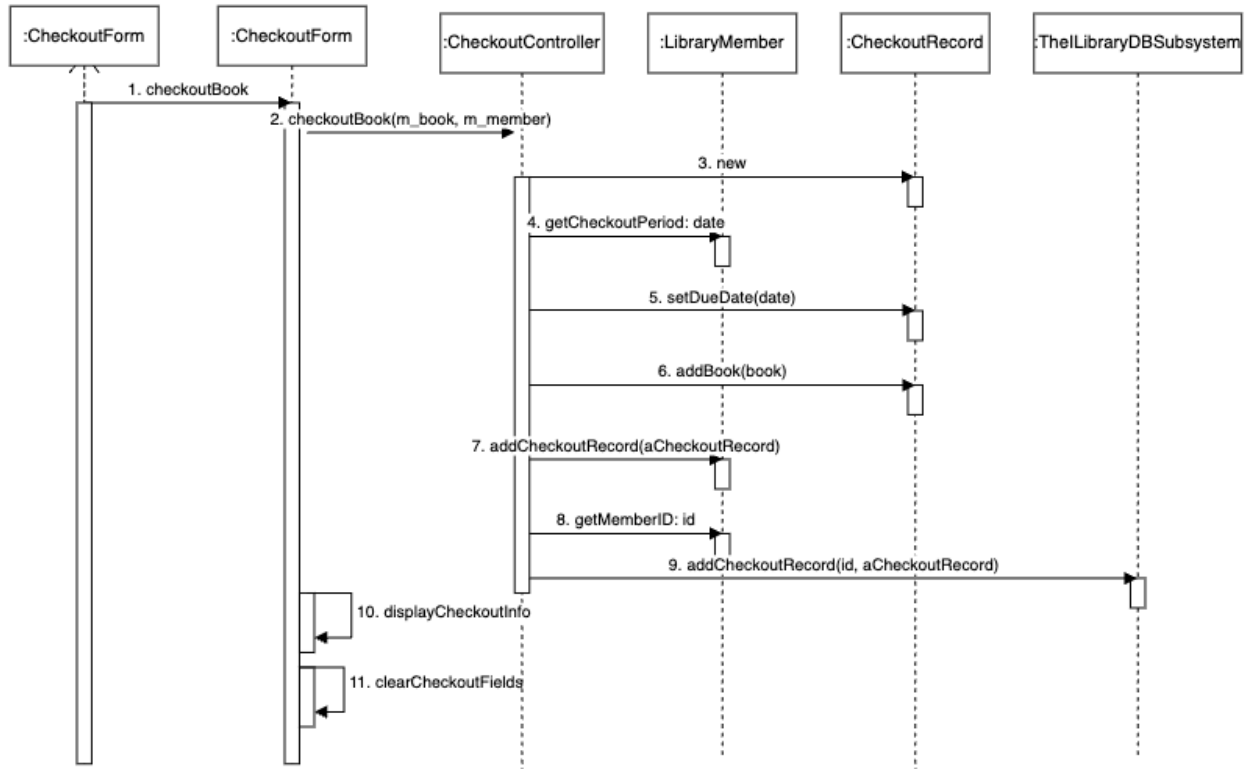 :CheckoutForm
:CheckoutForm
:CheckoutController
:LibraryMember
:CheckoutRecord
:TheILibraryDBSubsystem
1. checkoutBook
2. checkoutBook(m_book, m_member)
3. new
4. getCheckoutPeriod: date
5. setDueDate(date)
6. addBook(book)
7. addCheckoutRecord(aCheckoutRecord)
8. getMemberID: id
9. addCheckoutRecord(id, aCheckoutRecord)
10. displayCheckoutInfo
11. clearCheckoutFields